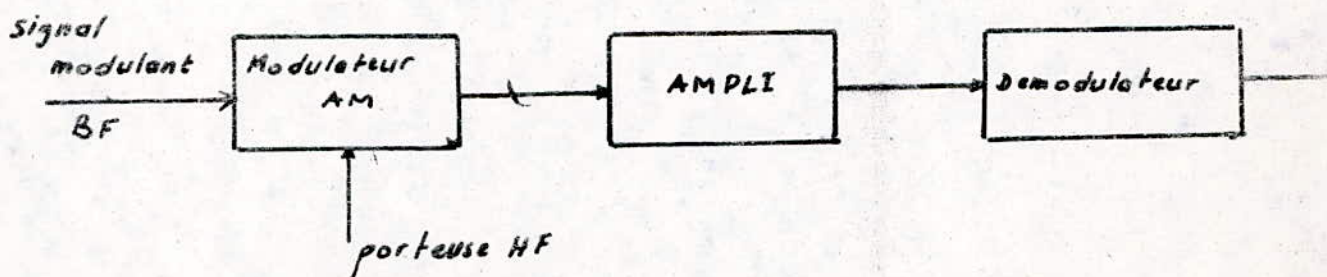 signal
modulant
BF
Modulateur
AM
porteuse HF
AMPLI
Demodulateur